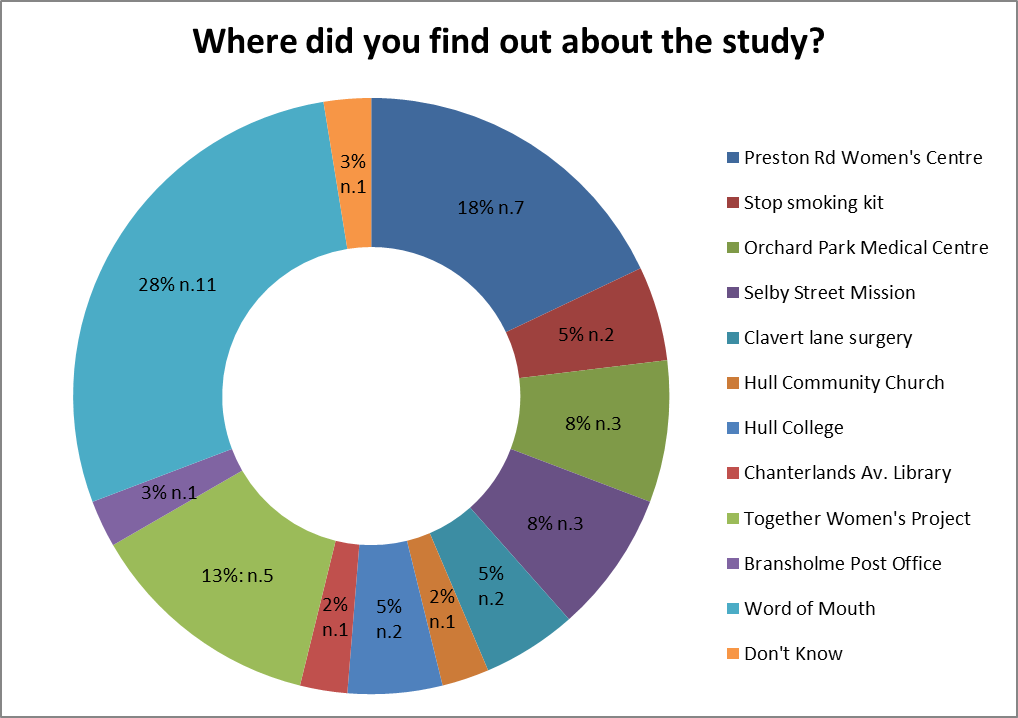 Where did you find out about the study?
3%
n.1
18% n.7
28% n.11
5% n.2
8% n.3
3% n.1
8% n.3
13%: n.5
5%
n.2
2%
n.1
5%
n.2
2%
n.1
Preston Rd Women's Centre
Stop smoking kit
Orchard Park Medical Centre
Selby Street Mission
Clavert lane surgery
Hull Community Church
Hull College
Chanterlands Av. Library
Together Women's Project
Bransholme Post Office
Word of Mouth
Don't Know